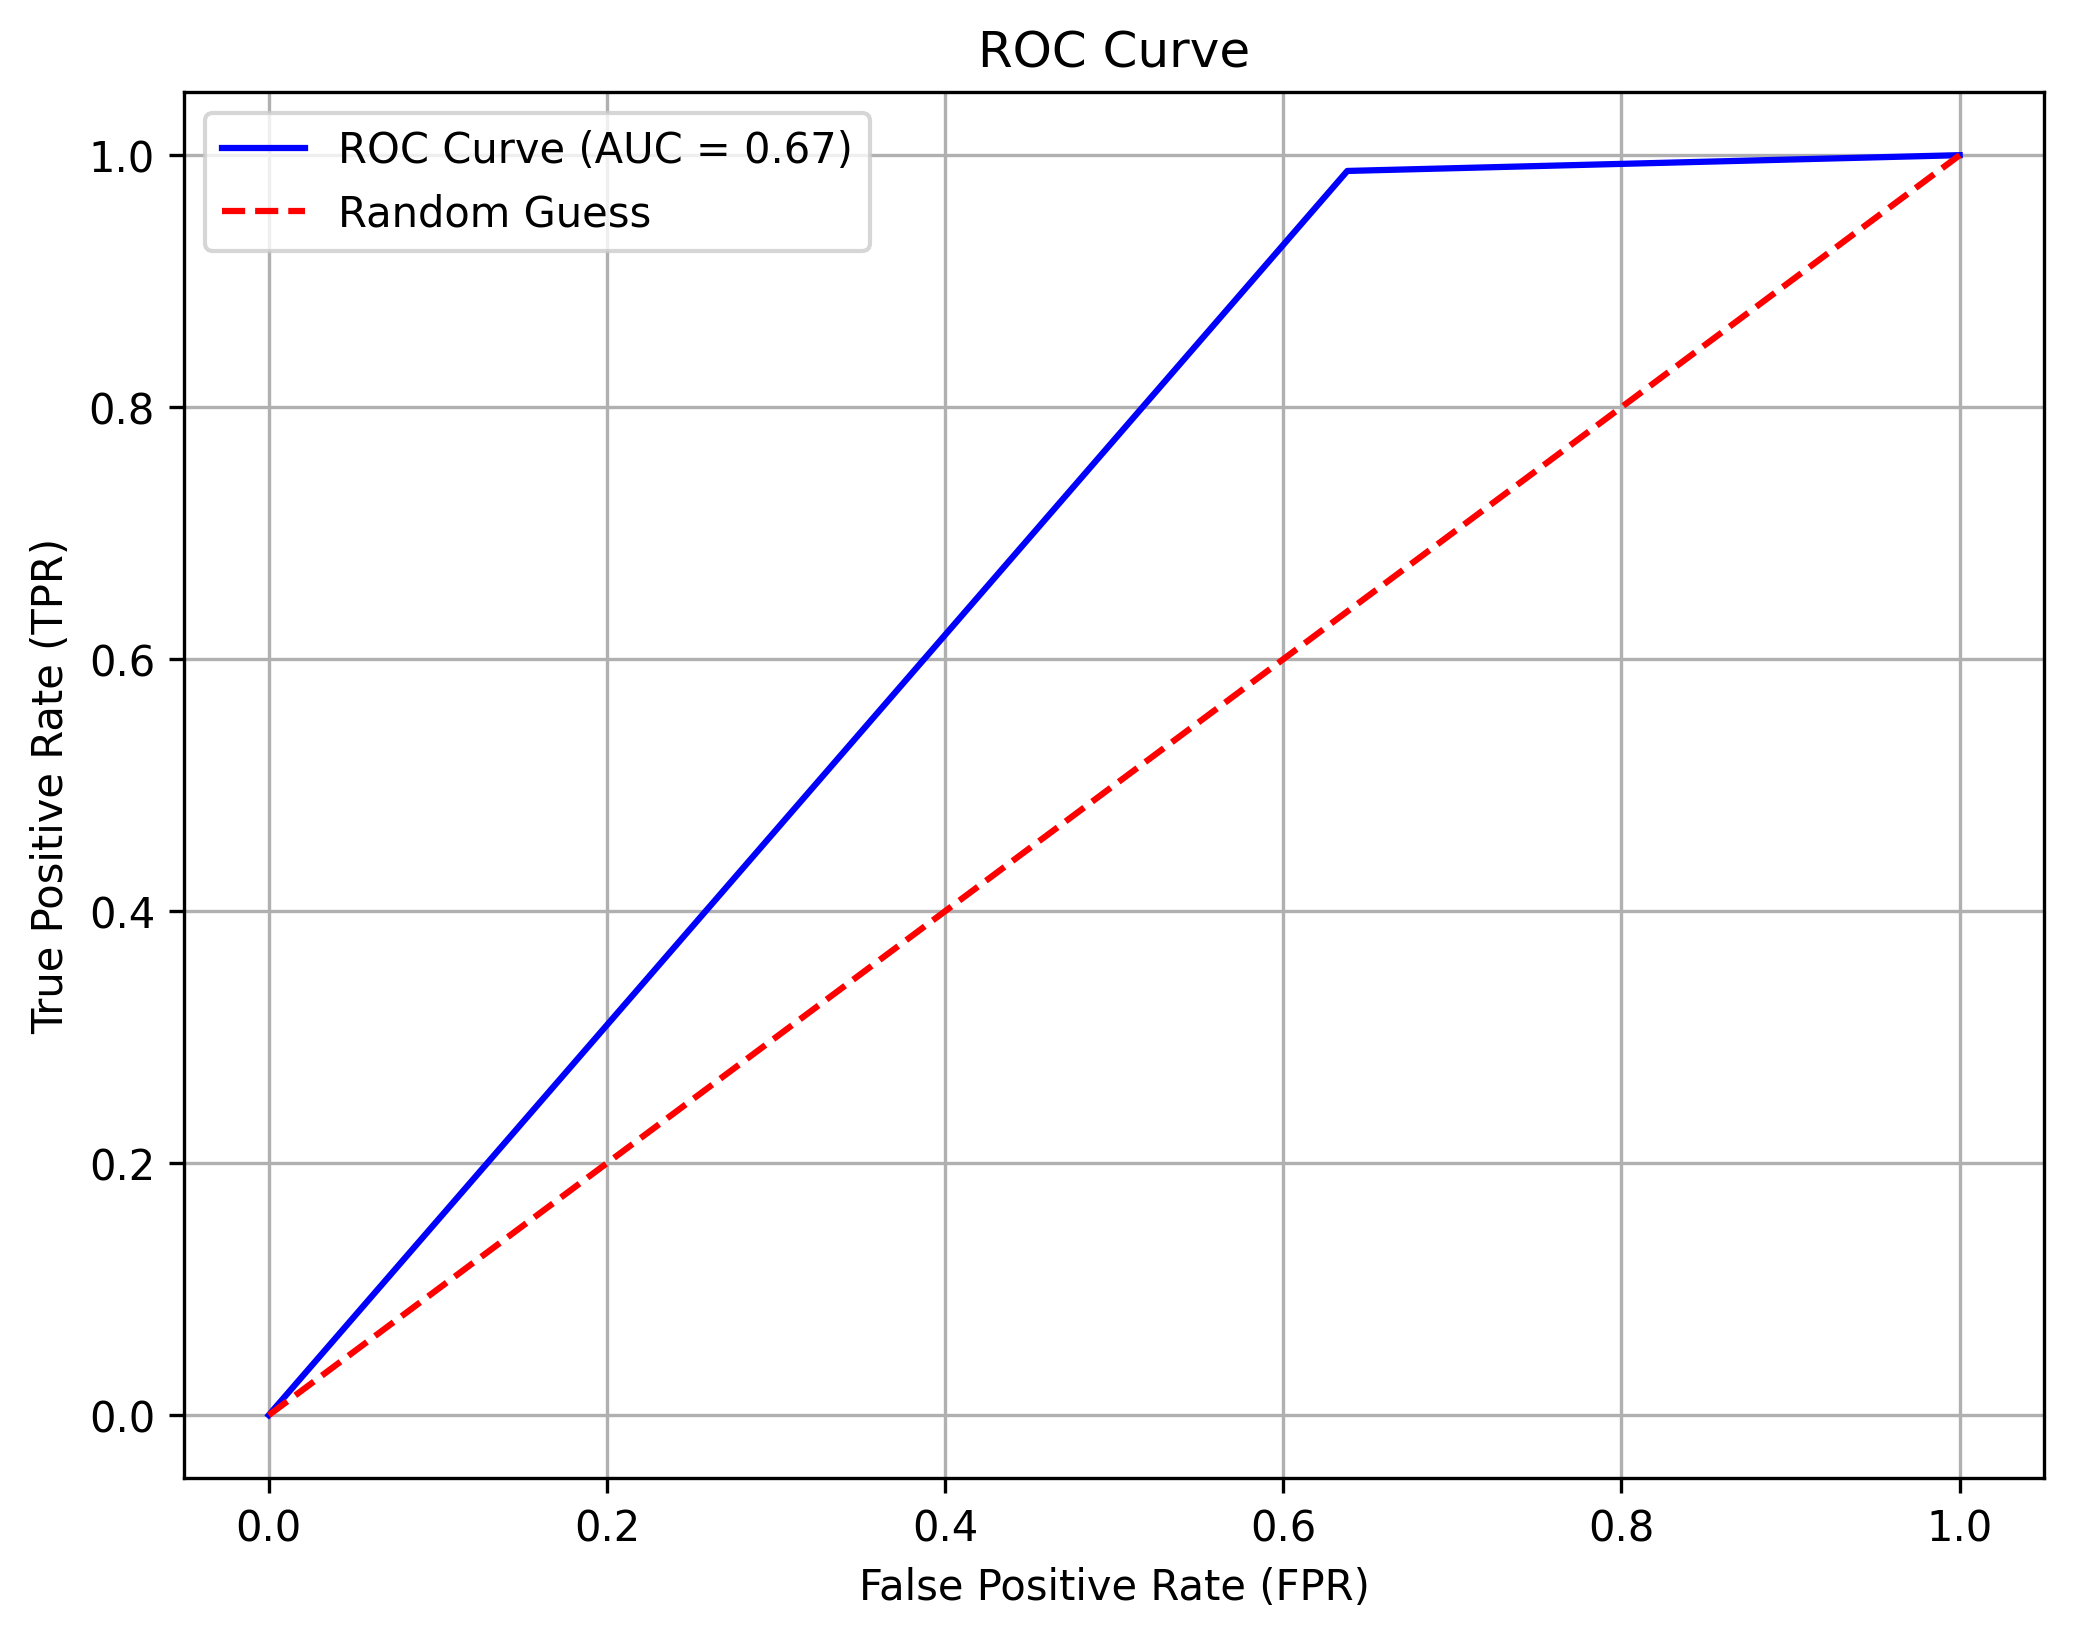 ROC Curve
ROC Curve (AUC = 0.67)
Random Guess
True Positive Rate (TPR)
1.0
0.8
0.6
0.4
0.2
0.0
0.0 0.2 0.4 0.6 0.8 1.0
False Positive Rate (FPR)